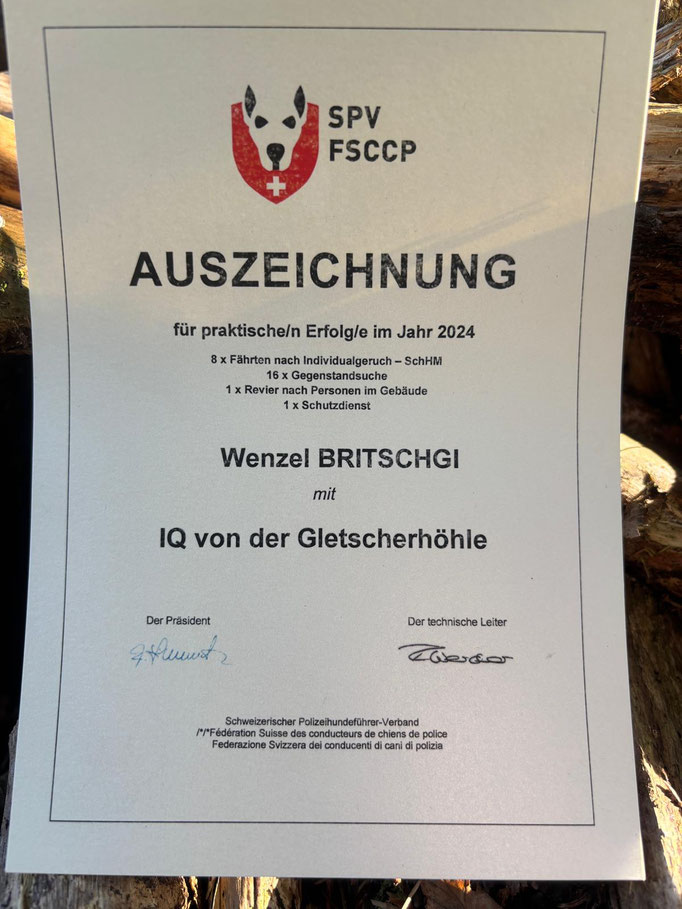 SPV
FSCCP
AUSZEICHNUNG
für praktische/n Erfolg/e im Jahr 2024
8 x Fährten nach Individualgeruch – SchHM
16 x Gegenstandsuche
1 x Revier nach Personen im Gebäude
1 x Schutzdienst
Wenzel BRITSCHGI
mit
IQ von der Gletscherhöhle
Der Präsident
Der technische Leiter
Schweizerischer Polizeihundeführer-Verband
/*/*Fédération Suisse des conducteurs de chiens de police
Federazione Svizzera dei conducenti di cani di polizia